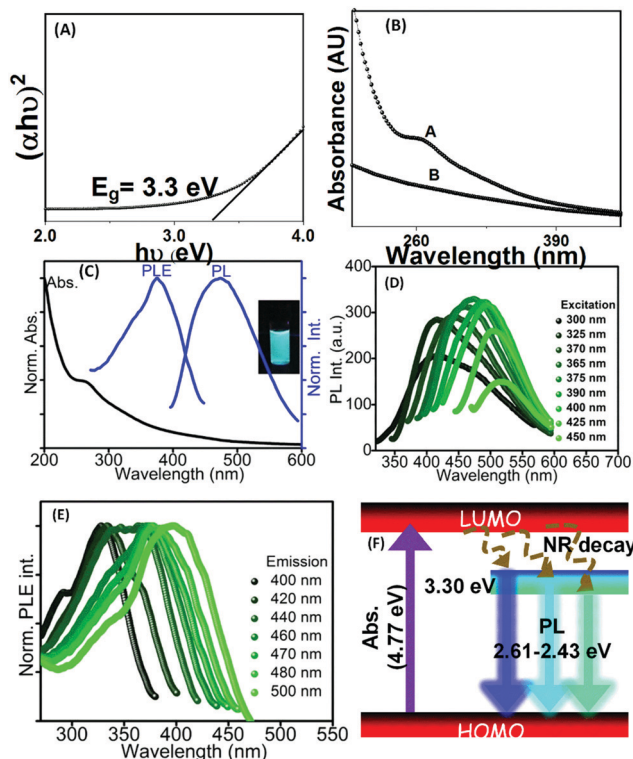 (A)
(αhυ)²
E_g= 3.3 eV
2.0 3.0 4.0
hυ (eV)
(B)
Absorbance (AU)
A
B
260 390
Wavelength (nm)
(C)
Abs.
PLE PL
Norm. Abs.
Norm. Int.
200 300 400 500 600
Wavelength (nm)
(D)
PL Int. (a.u.)
400
300
200
100
0
Excitation
300 nm
325 nm
370 nm
365 nm
375 nm
390 nm
400 nm
425 nm
450 nm
350 400 450 500 550 600 700
Wavelength (nm)
(E)
Norm. PLE int.
Emission
400 nm
420 nm
440 nm
460 nm
470 nm
480 nm
500 nm
300 350 400 450 500 550
Wavelength (nm)
LUMO
(F)
NR decay
3.30 eV
Abs.
(4.77 eV)
PL
2.61-2.43 eV
HOMO